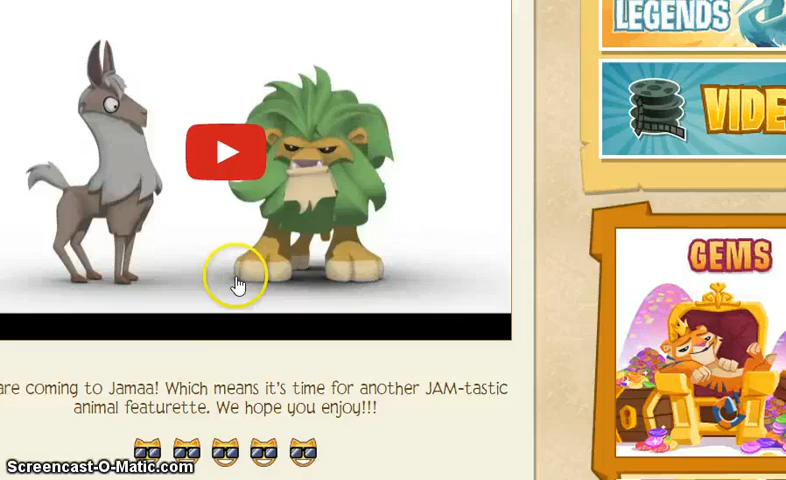 LEGENDS
VIDE
GEMS
are coming to Jamaa! Which means it's time for another JAM-tastic
animal featurette. We hope you enjoy!!!
Screencast-O-Matic.com